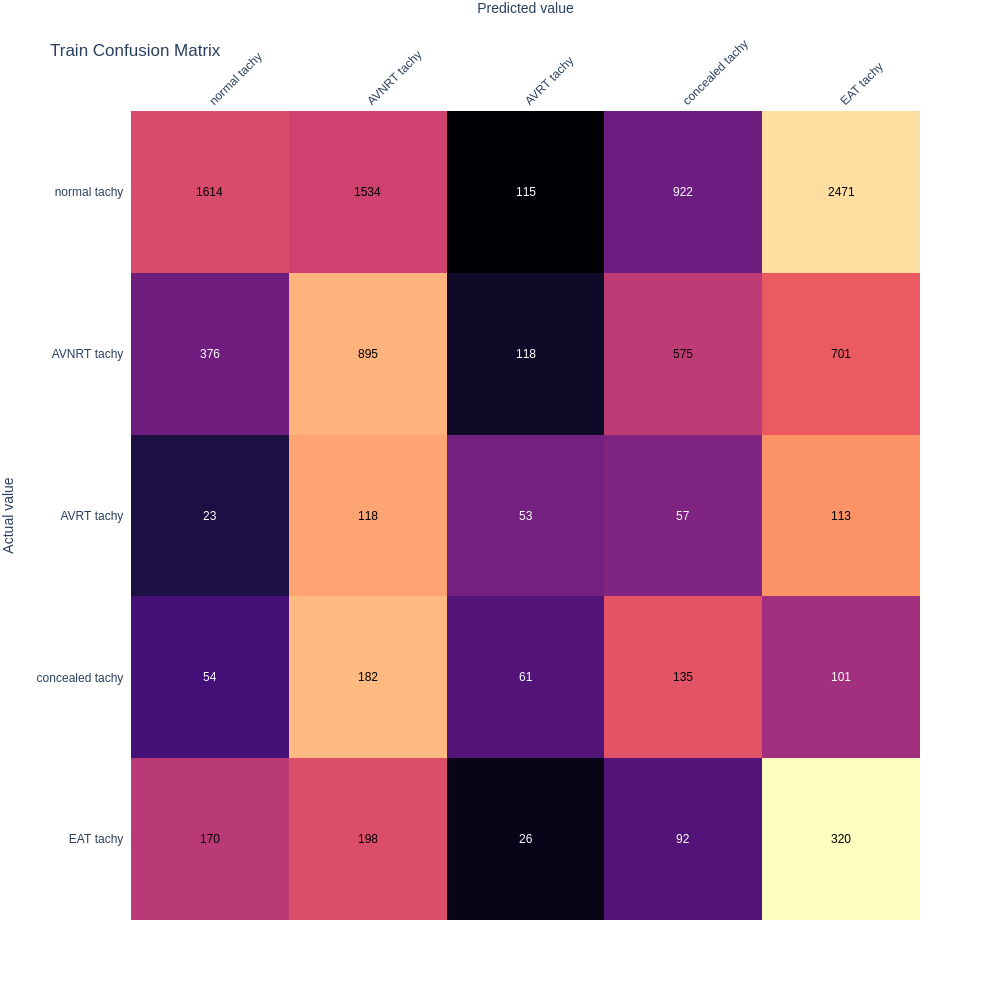 Predicted value
Train Confusion Matrix
normal tachy
AVNRT tachy
AVRT tachy
concealed tachy
EAT tachy
normal tachy 1614 1534 115 922 2471
AVNRT tachy 376 895 118 575 701
Actual value
AVRT tachy 23 118 53 57 113
concealed tachy 54 182 61 135 101
EAT tachy 170 198 26 92 320